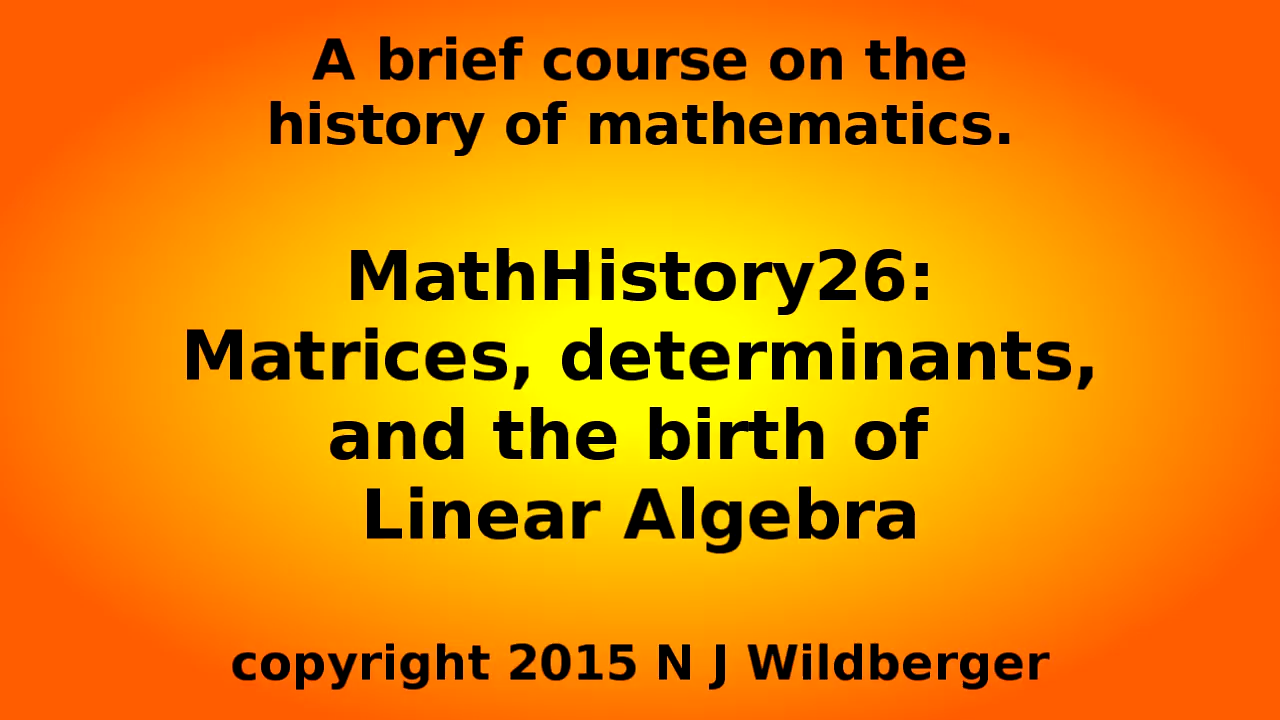 A brief course on the
history of mathematics.
MathHistory26:
Matrices, determinants,
and the birth of
Linear Algebra
copyright 2015 N J Wildberger